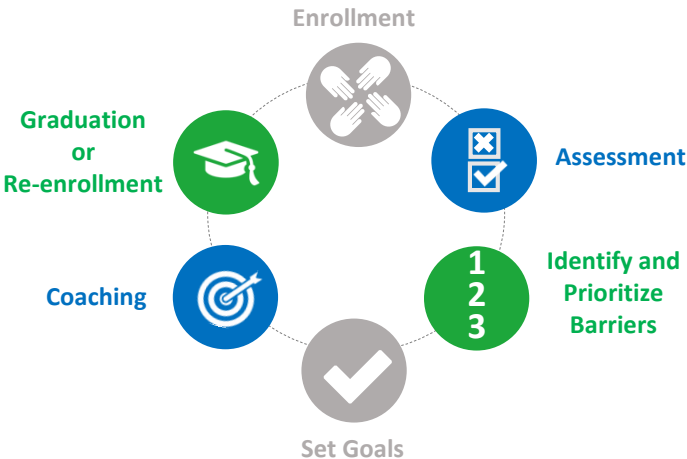 Enrollment
Assessment
1
2
3
Identify and
Prioritize
Barriers
Set Goals
Coaching
Graduation
or
Re-enrollment